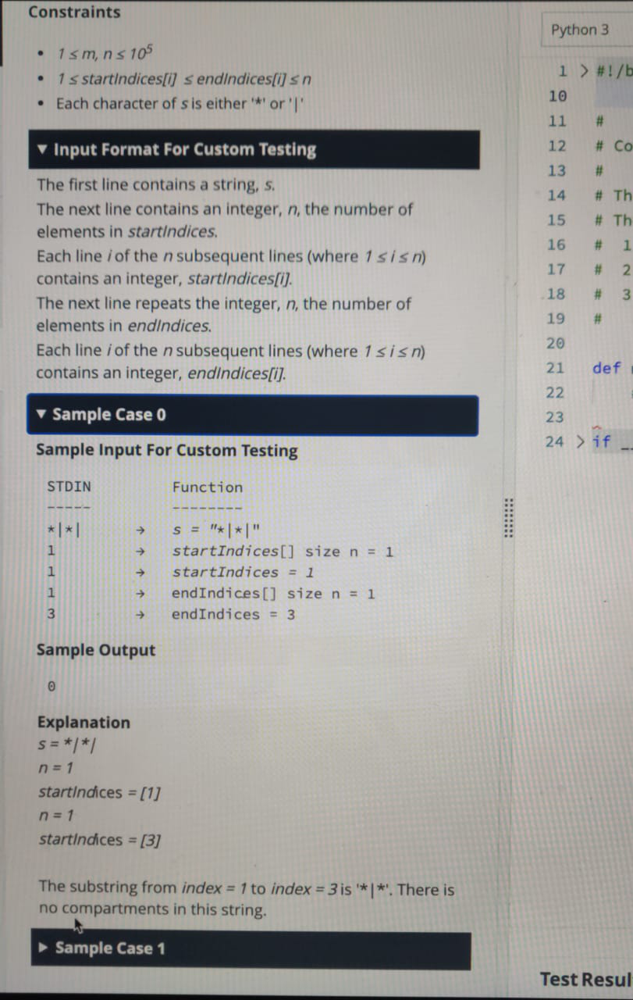 Constraints
• 1 ≤ m, n ≤ 10⁵
• 1 ≤ startIndices[i] ≤ endIndices[i] ≤ n
• Each character of s is either '*' or '|'
▼ Input Format For Custom Testing
The first line contains a string, s.
The next line contains an integer, n, the number of
elements in startIndices.
Each line i of the n subsequent lines (where 1 ≤ i ≤ n)
contains an integer, startIndices[i].
The next line repeats the integer, n, the number of
elements in endIndices.
Each line i of the n subsequent lines (where 1 ≤ i ≤ n)
contains an integer, endIndices[i].
▼ Sample Case 0
Sample Input For Custom Testing
STDIN Function
----- --------
*|*| → s = "*|*|"
1 → startIndices[] size n = 1
1 → startIndices = 1
1 → endIndices[] size n = 1
3 → endIndices = 3
Sample Output
0
Explanation
s = *|*|
n = 1
startIndices = [1]
n = 1
startIndices = [3]
The substring from index = 1 to index = 3 is '*|*'. There is
no compartments in this string.
▶ Sample Case 1
Python 3
1 > #!/b
10
11 #
12 # Co
13 #
14 # Th
15 # Th
16 # 1
17 # 2
18 # 3
19 #
20
21 def
22
23
24 > if _
Test Resul